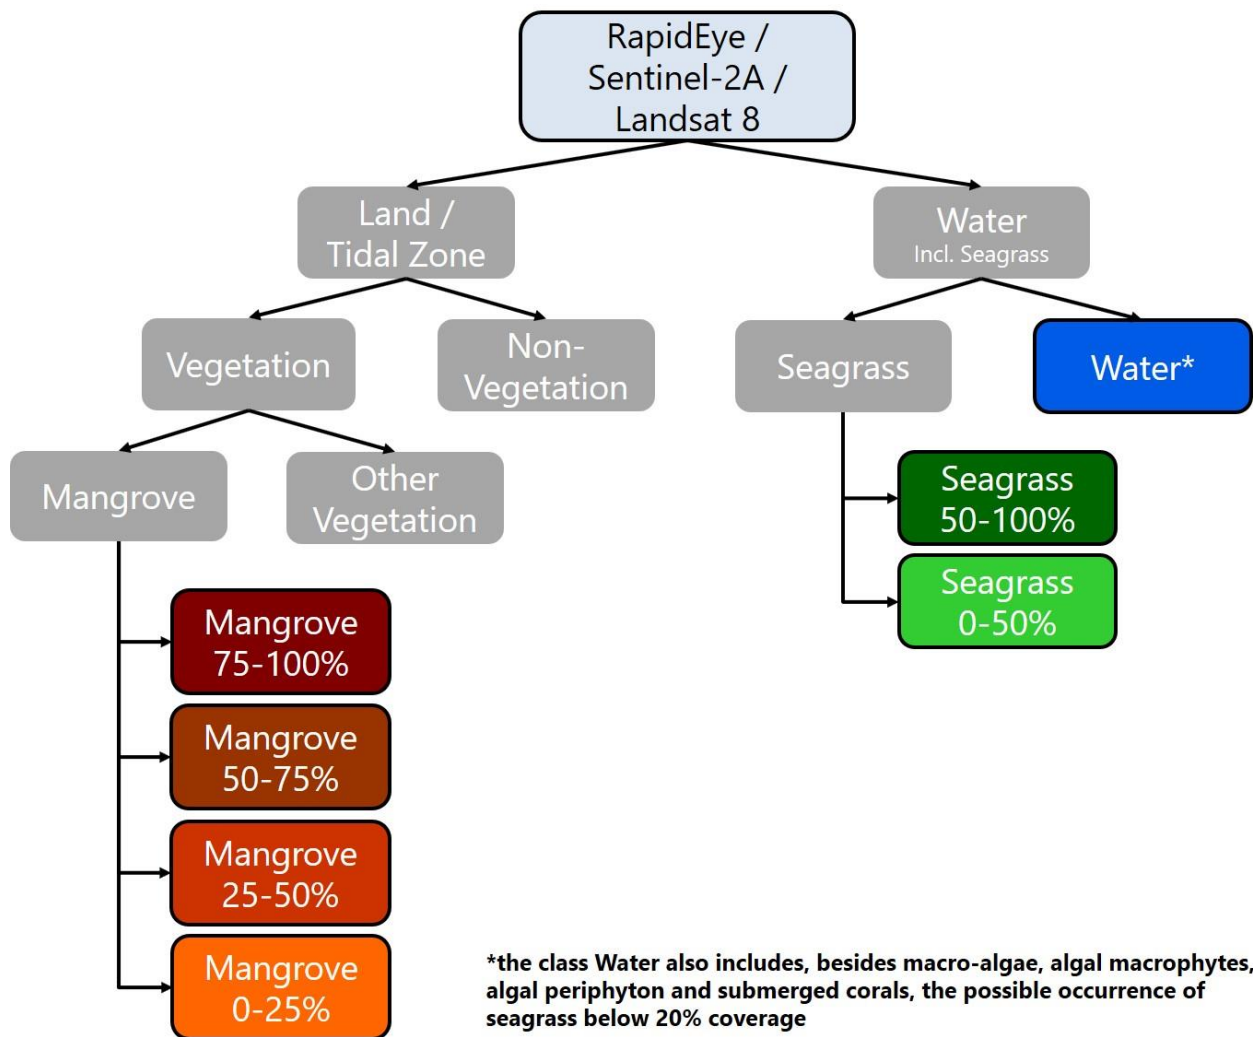 RapidEye /
Sentinel-2A /
Landsat 8
Land /
Tidal Zone
Water
Incl. Seagrass
Vegetation
Non-
Vegetation
Seagrass
Water*
Mangrove
Other
Vegetation
Seagrass
50-100%
Seagrass
0-50%
Mangrove
75-100%
Mangrove
50-75%
Mangrove
25-50%
Mangrove
0-25%
*the class Water also includes, besides macro-algae, algal macrophytes,
algal periphyton and submerged corals, the possible occurrence of
seagrass below 20% coverage